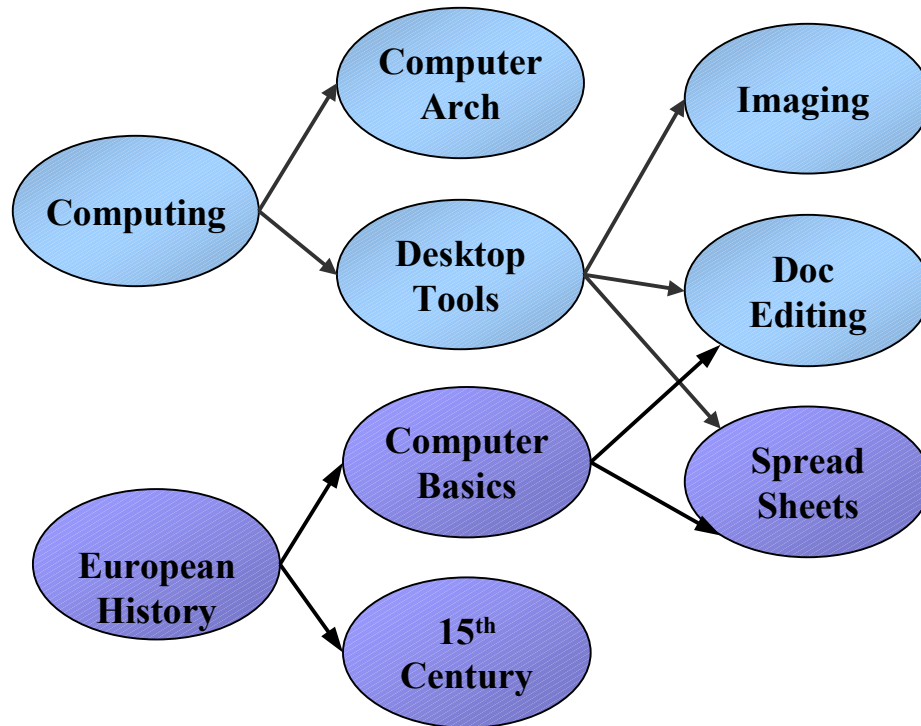 Computer
Arch
Imaging
Computing
Desktop
Tools
Doc
Editing
Computer
Basics
Spread
Sheets
European
History
15th
Century